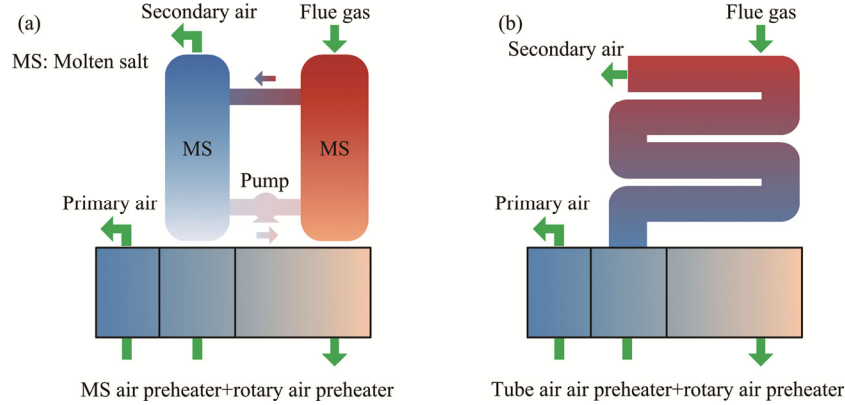 (a)
Secondary air
Flue gas
MS: Molten salt
MS
MS
Pump
Primary air
MS air preheater+rotary air preheater
(b)
Flue gas
Secondary air
Primary air
Tube air air preheater+rotary air preheater